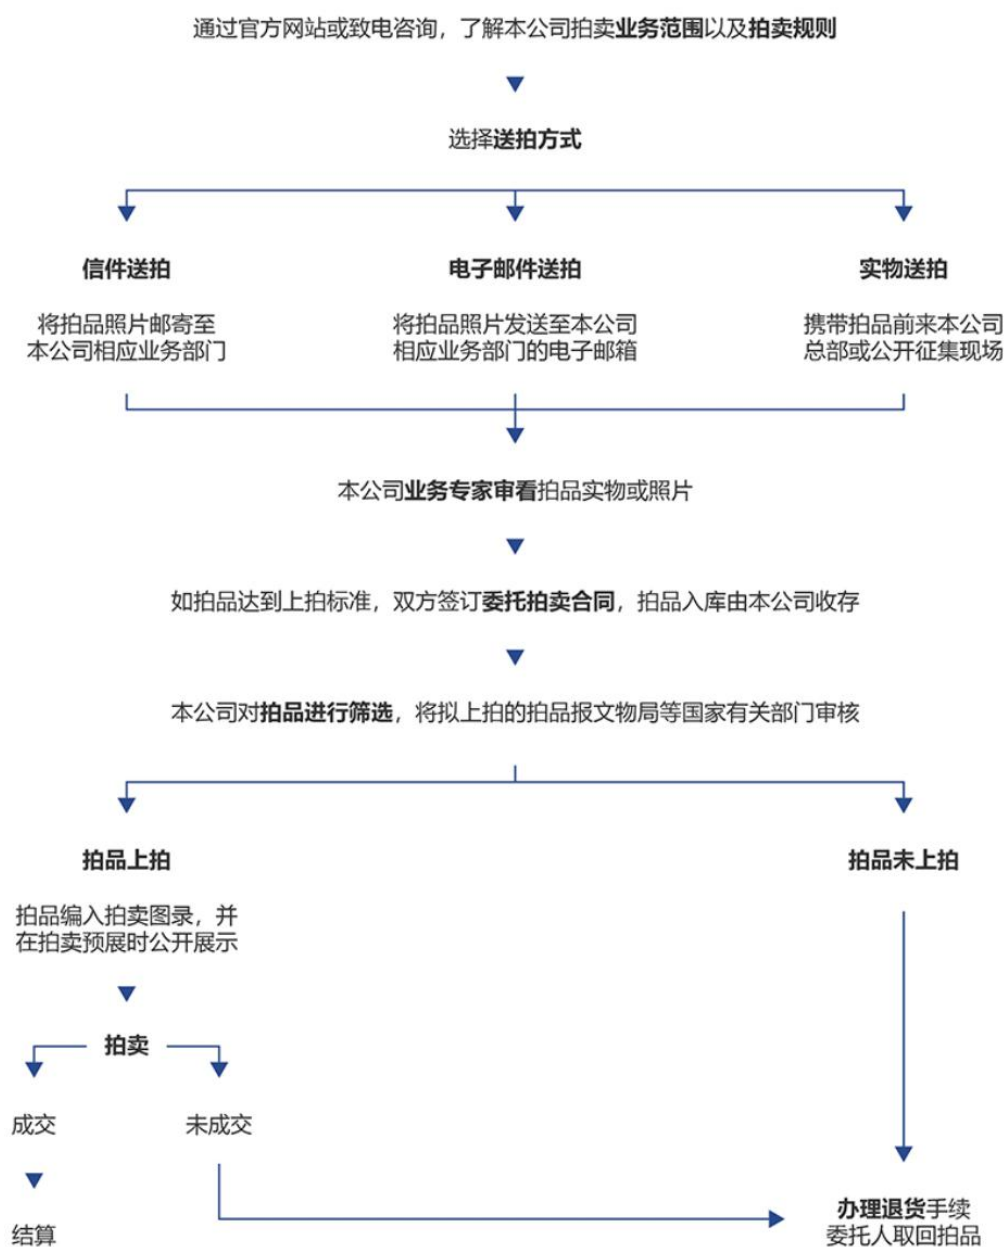 通过官方网站或致电咨询，了解本公司拍卖业务范围以及拍卖规则
选择送拍方式
信件送拍
将拍品照片邮寄至
本公司相应业务部门
电子邮件送拍
将拍品照片发送至本公司
相应业务部门的电子邮箱
实物送拍
携带拍品前来本公司
总部或公开征集现场
本公司业务专家审看拍品实物或照片
如拍品达到上拍标准，双方签订委托拍卖合同，拍品入库由本公司收存
本公司对拍品进行筛选，将拟上拍的拍品报文物局等国家有关部门审核
拍品上拍
拍品编入拍卖图录，并
在拍卖预展时公开展示
拍卖
成交
未成交
结算
拍品未上拍
办理退货手续
委托人取回拍品